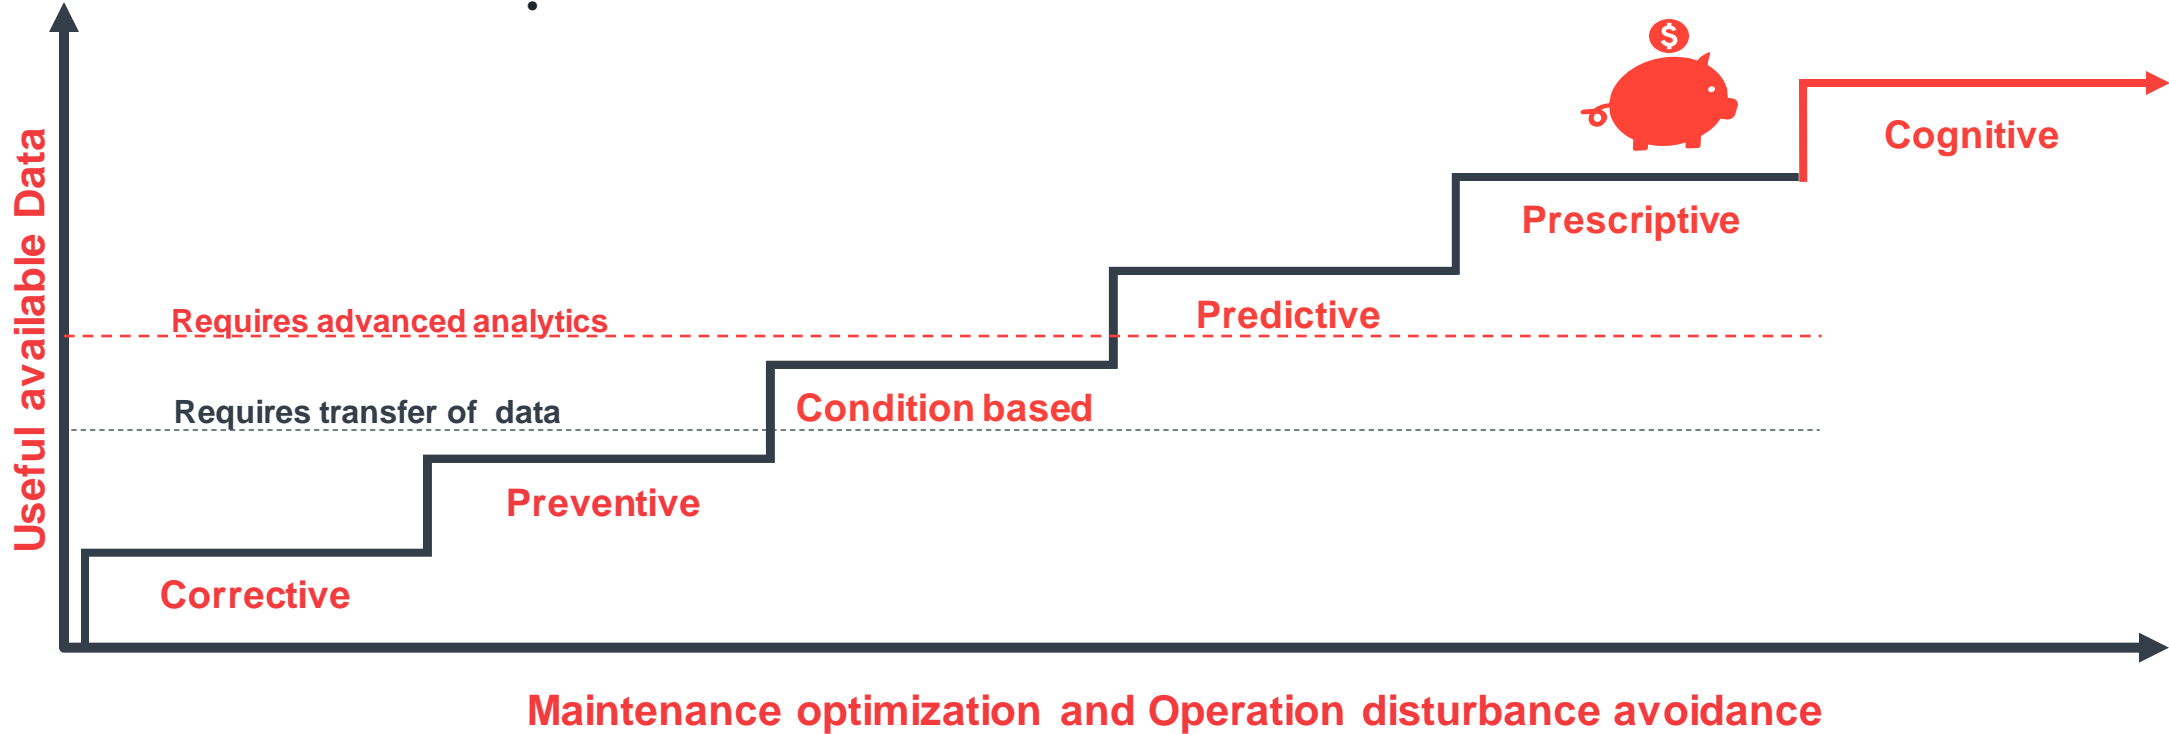 $
Cognitive
Prescriptive
Predictive
Requires advanced analytics
Condition based
Requires transfer of data
Preventive
Corrective
Useful available Data
Maintenance optimization and Operation disturbance avoidance